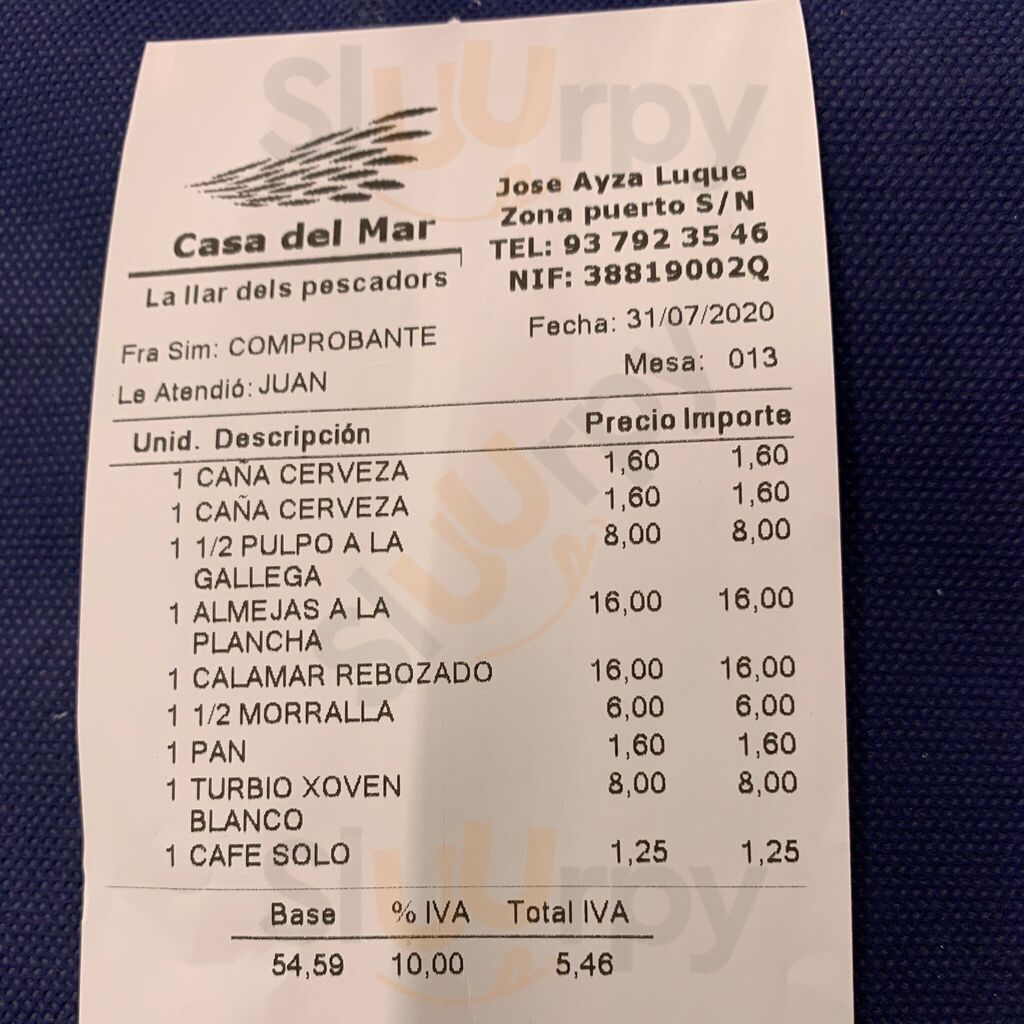 Sluurpy
Casa del Mar
La llar dels pescadors
Jose Ayza Luque
Zona puerto S/N
TEL: 93 792 35 46
NIF: 38819002Q
Fra Sim: COMPROBANTE
Fecha: 31/07/2020
Le Atendió: JUAN
Mesa: 013
Unid. Descripción Precio Importe
1 CAÑA CERVEZA 1,60 1,60
1 CAÑA CERVEZA 1,60 1,60
1 1/2 PULPO A LA 8,00 8,00
GALLEGA
1 ALMEJAS A LA 16,00 16,00
PLANCHA
1 CALAMAR REBOZADO 16,00 16,00
1 1/2 MORRALLA 6,00 6,00
1 PAN 1,60 1,60
1 TURBIO XOVEN 8,00 8,00
BLANCO
1 CAFE SOLO 1,25 1,25
Base % IVA Total IVA
54,59 10,00 5,46
Sluurpy
Sluurpy